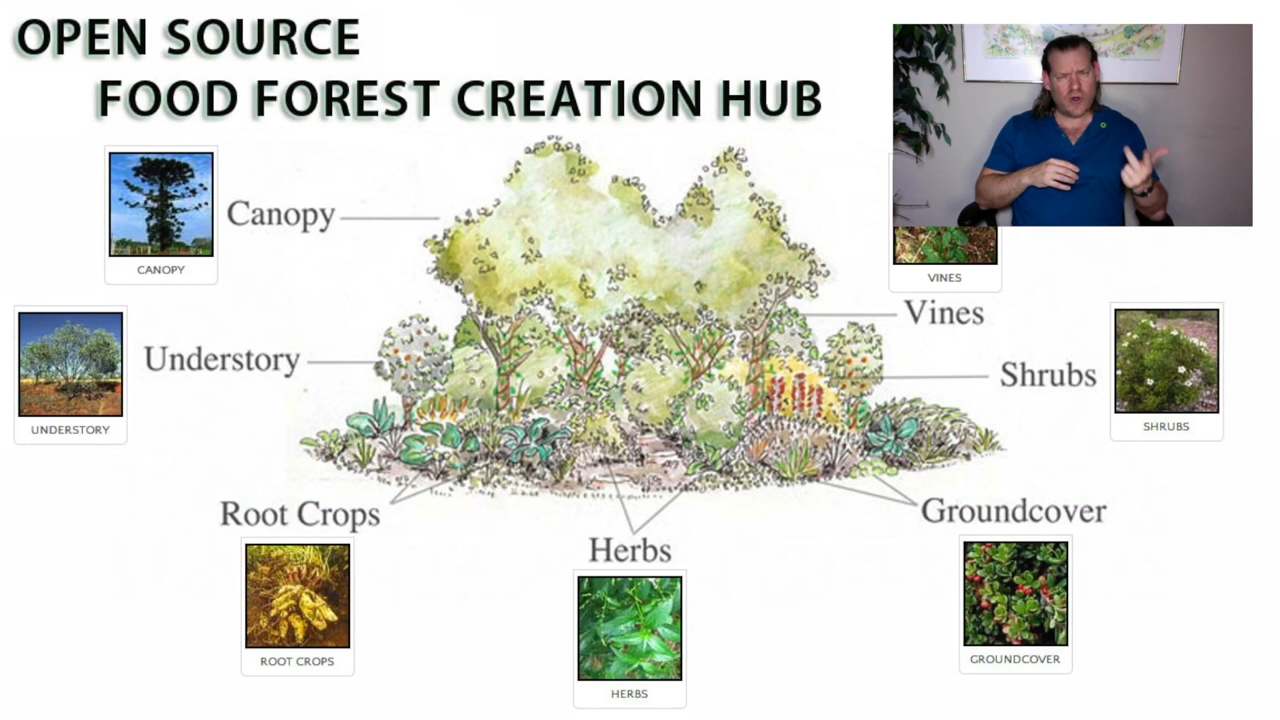 OPEN SOURCE
FOOD FOREST CREATION HUB
CANOPY
Canopy
VINES
Vines
UNDERSTORY
Understory
Shrubs
SHRUBS
Root Crops
Groundcover
Herbs
ROOT CROPS
HERBS
GROUNDCOVER